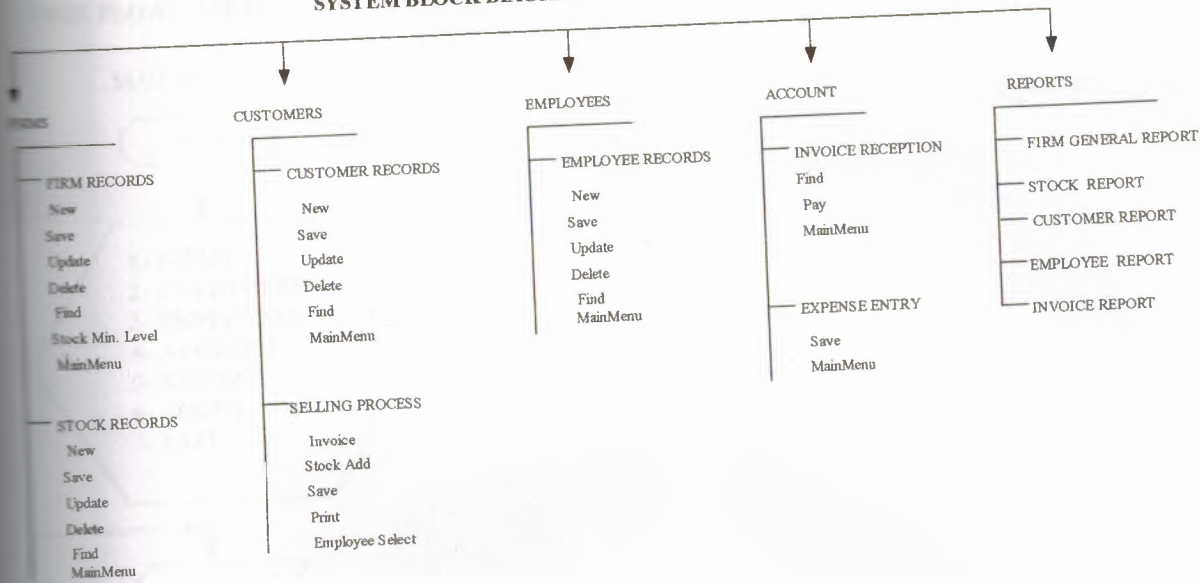 SYSTEM BLOCK
CUSTOMERS
CUSTOMER RECORDS
New
Save
Update
Delete
Find
MainMenu
SELLING PROCESS
Invoice
Stock Add
Save
Print
Employee Select
FIRM RECORDS
New
Save
Update
Delete
Find
Stock Min. Level
MainMenu
STOCK RECORDS
New
Save
Update
Delete
Find
MainMenu
EMPLOYEES
EMPLOYEE RECORDS
New
Save
Update
Delete
Find
MainMenu
ACCOUNT
INVOICE RECEPTION
Find
Pay
MainMenu
EXPENSE ENTRY
Save
MainMenu
REPORTS
FIRM GENERAL REPORT
STOCK REPORT
CUSTOMER REPORT
EMPLOYEE REPORT
INVOICE REPORT